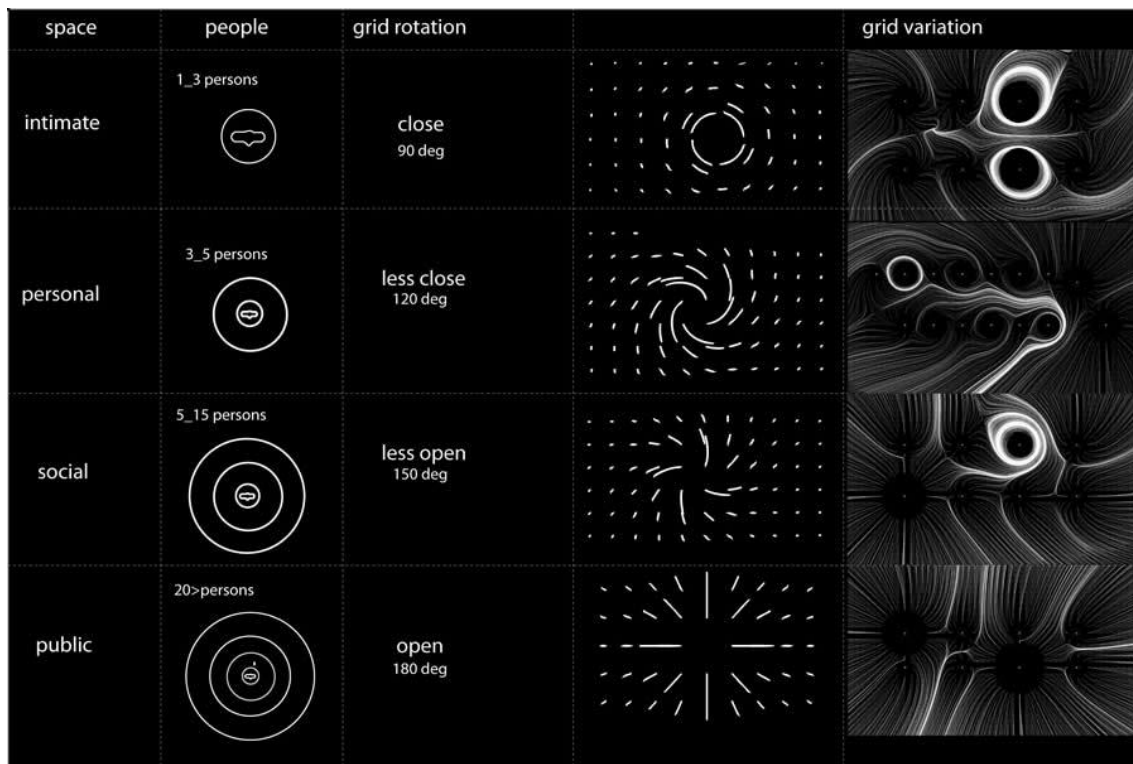 space people grid rotation grid variation
1_3 persons
intimate
close
90 deg
3_5 persons
personal
less close
120 deg
5_15 persons
social
less open
150 deg
20>persons
public
open
180 deg